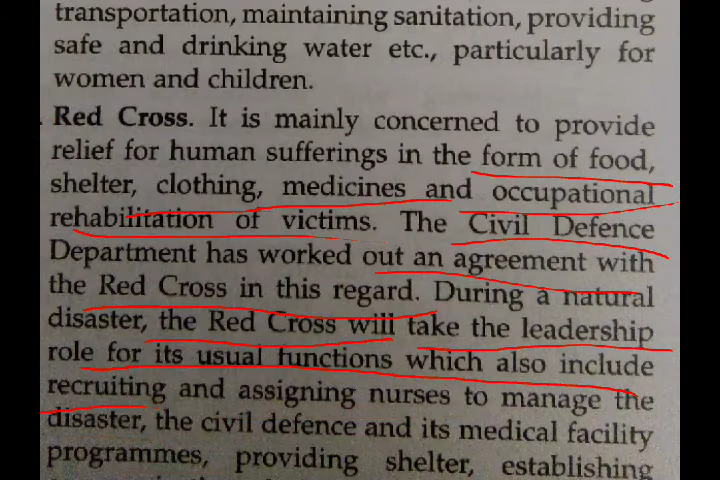 transportation, maintaining sanitation, providing
safe and drinking water etc., particularly for
women and children.
. Red Cross. It is mainly concerned to provide
relief for human sufferings in the form of food,
shelter, clothing, medicines and occupational
rehabilitation of victims. The Civil Defence
Department has worked out an agreement with
the Red Cross in this regard. During a natural
disaster, the Red Cross will take the leadership
role for its usual functions which also include
recruiting and assigning nurses to manage the
disaster, the civil defence and its medical facility
programmes, providing shelter, establishing